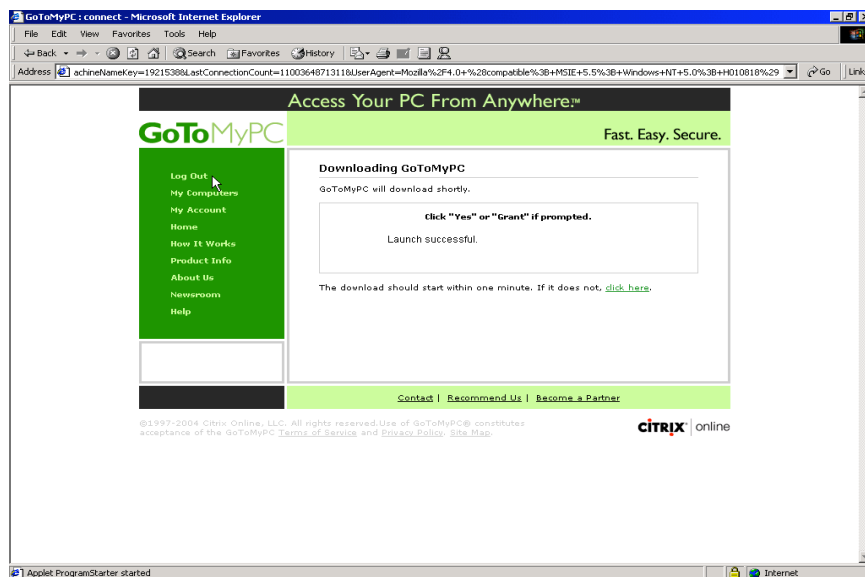 GoToMyPC : connect - Microsoft Internet Explorer
File Edit View Favorites Tools Help
Back Search Favorites History
Address achineNameKey=1921538&LastConnectionCount=1100364871311&UserAgent=Mozilla%2F4.0+%28compatible%3B+MSIE+5.5%3B+Windows+NT+5.0%3B+H010818%29 Go Link
Access Your PC From Anywhere.™
GoToMyPC
Fast. Easy. Secure.
Log Out
My Computers
My Account
Home
How It Works
Product Info
About Us
Newsroom
Help
Downloading GoToMyPC
GoToMyPC will download shortly.
Click "Yes" or "Grant" if prompted.
Launch successful.
The download should start within one minute. If it does not, click here.
Contact | Recommend Us | Become a Partner
©1997-2004 Citrix Online, LLC. All rights reserved.Use of GoToMyPC® constitutes
acceptance of the GoToMyPC Terms of Service and Privacy Policy. Site Map.
CITRIX online
Applet ProgramStarter started Internet